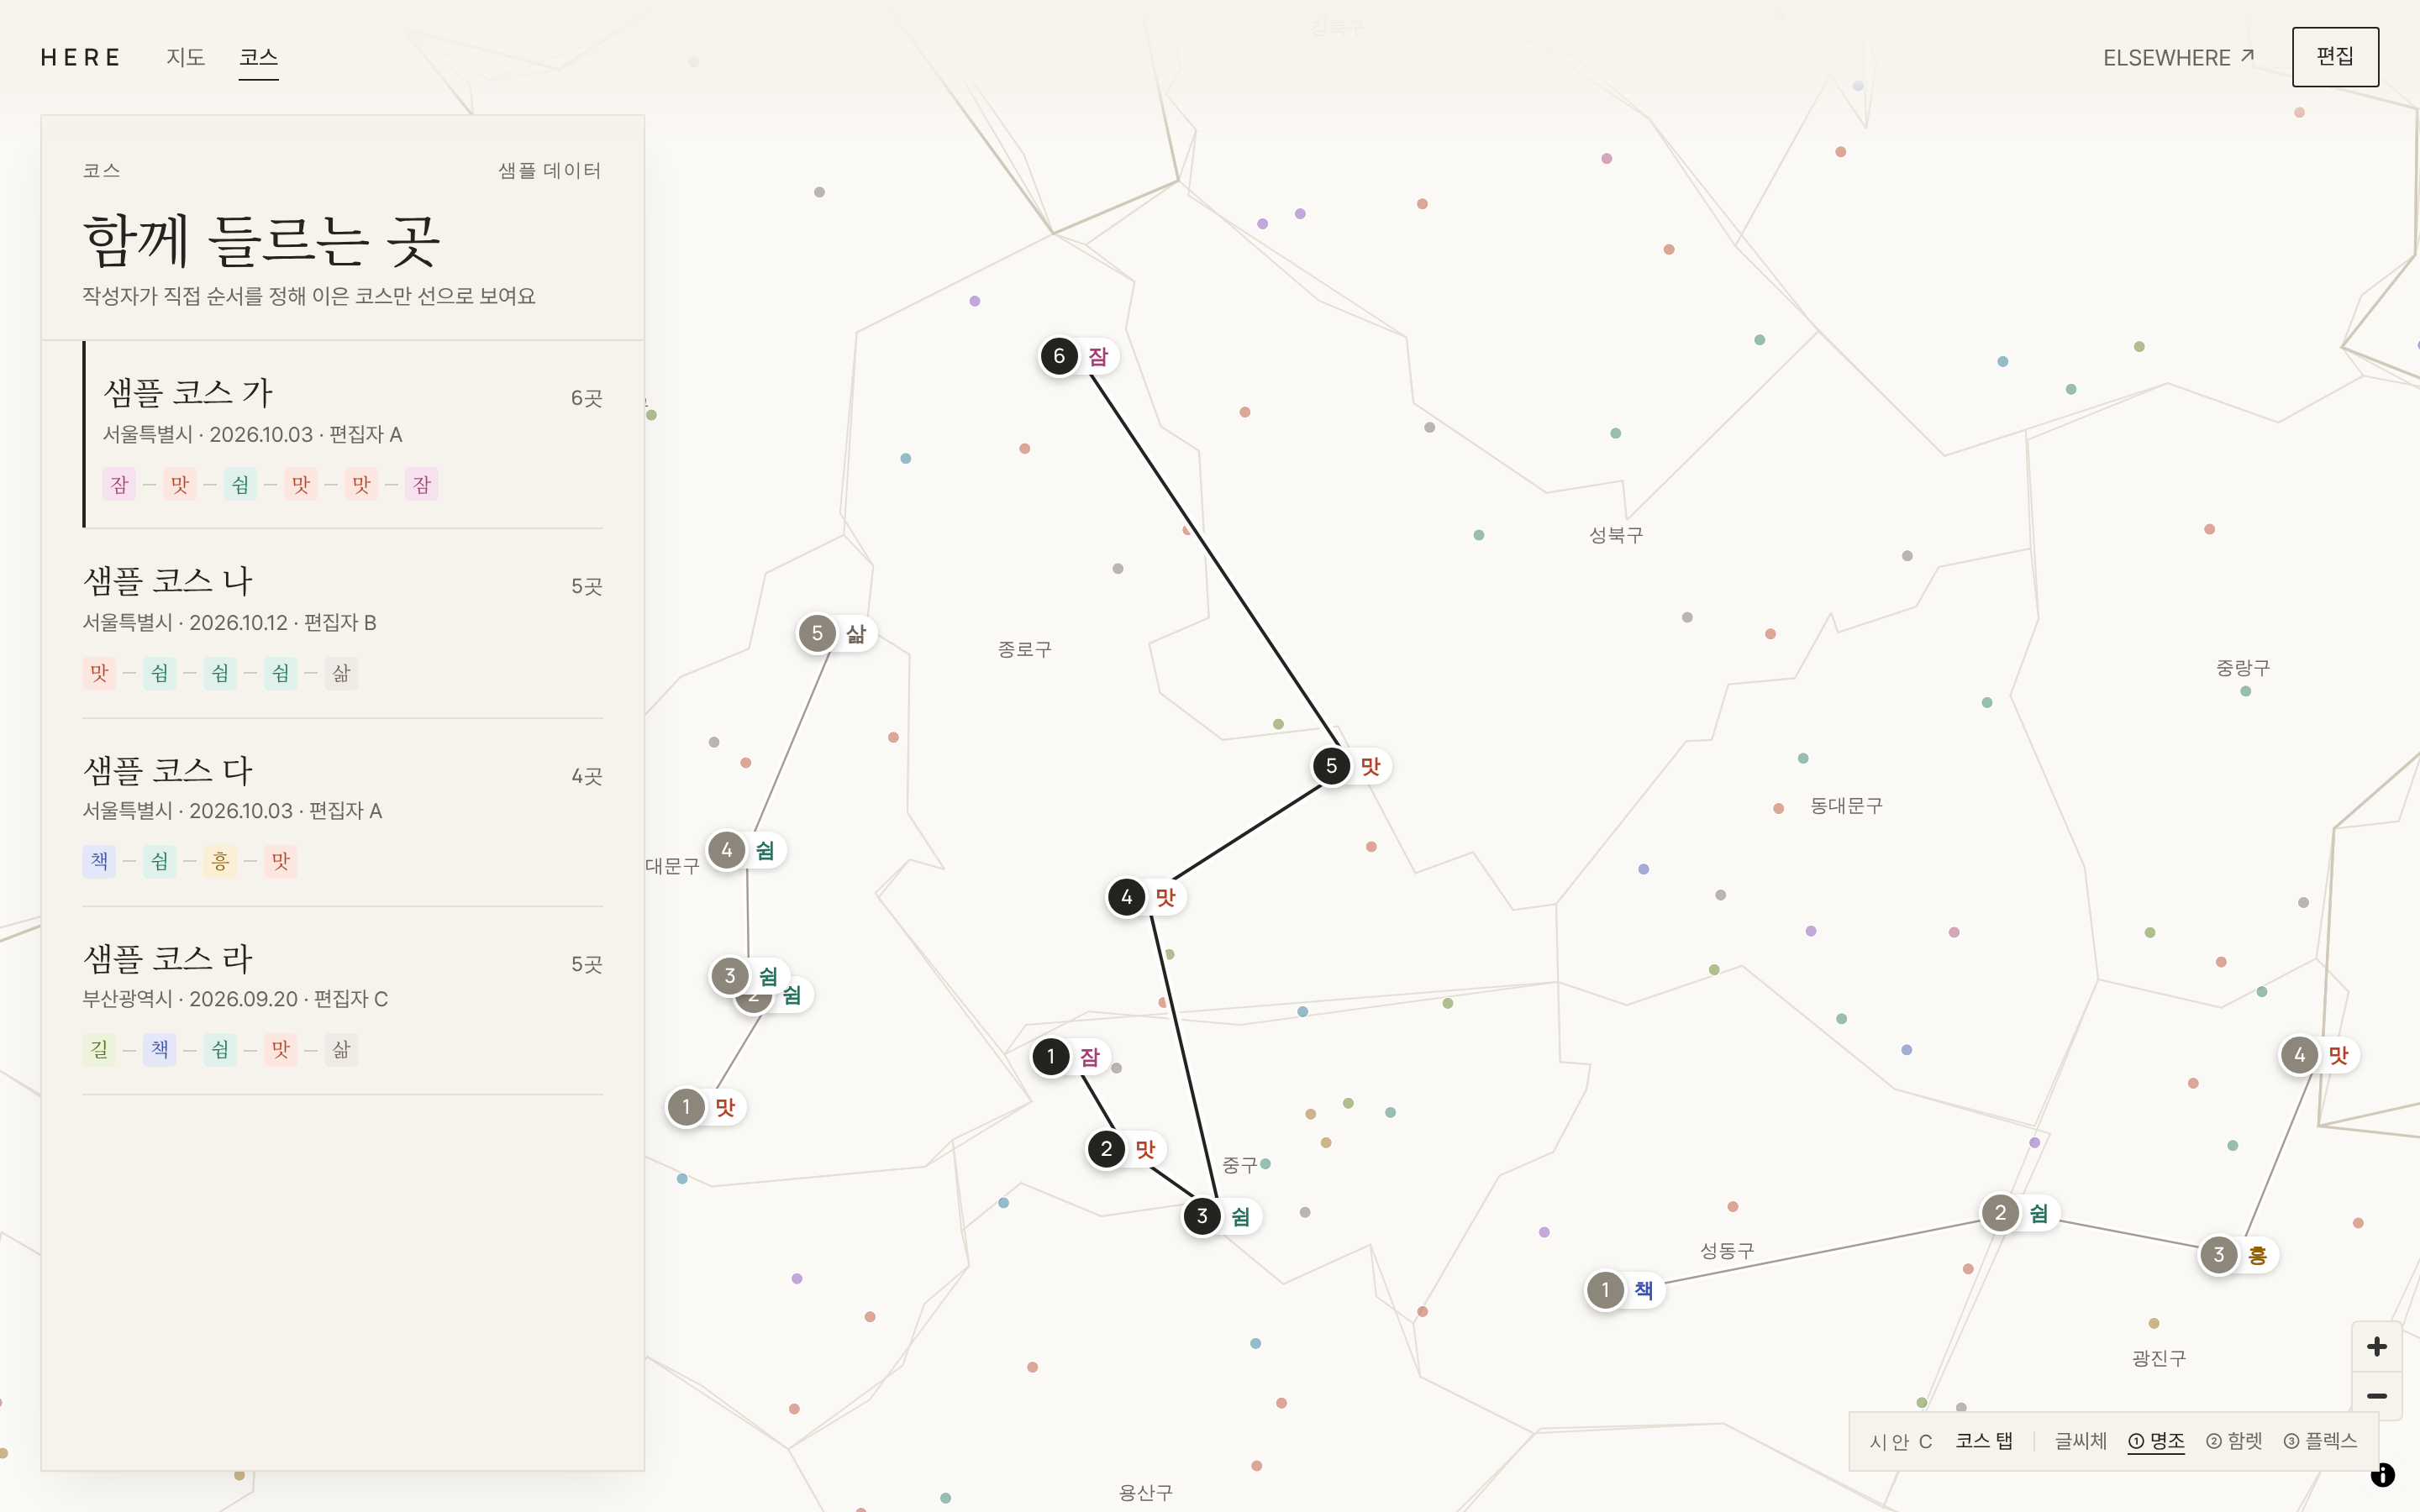 HERE 지도 코스
ELSEWHERE ↗ 편집
코스 샘플 데이터
함께 들르는 곳
작성자가 직접 순서를 정해 이은 코스만 선으로 보여요
샘플 코스 가 6곳
서울특별시 · 2026.10.03 · 편집자 A
잠 — 맛 — 쉼 — 맛 — 맛 — 잠
샘플 코스 나 5곳
서울특별시 · 2026.10.12 · 편집자 B
맛 — 쉼 — 쉼 — 쉼 — 삶
샘플 코스 다 4곳
서울특별시 · 2026.10.03 · 편집자 A
책 — 쉼 — 흥 — 맛
샘플 코스 라 5곳
부산광역시 · 2026.09.20 · 편집자 C
길 — 책 — 쉼 — 맛 — 삶
강북구
6 잠
성북구
5 삶
종로구
중랑구
5 맛
동대문구
4 쉼
대문구
4 맛
3 쉼
2 쉼
1 잠
4 맛
1 맛
2 맛
중구
3 쉼
2 쉼
성동구
3 흥
1 책
광진구
용산구
+
−
시안 C 코스 탭 글씨체 ① 명조 ② 함렛 ③ 플렉스